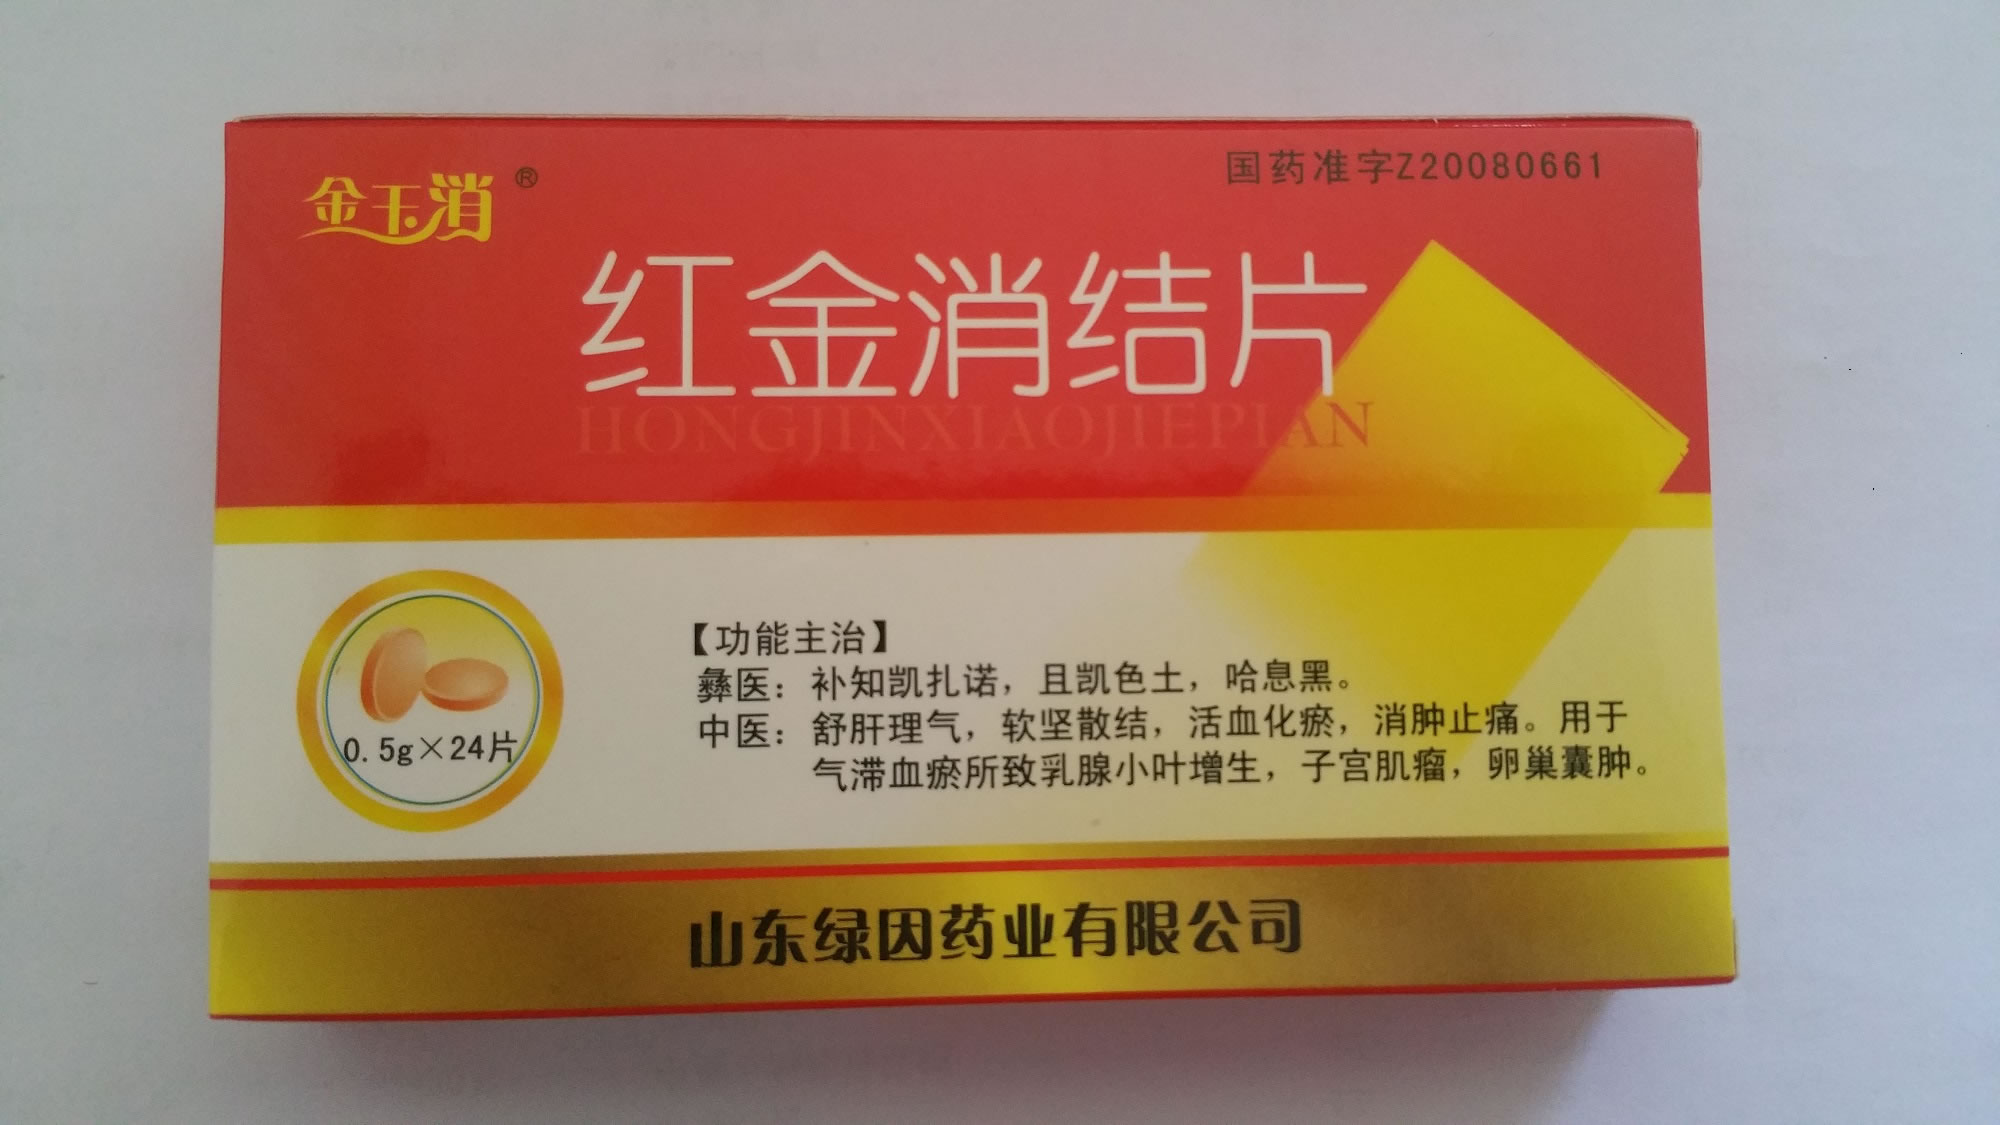 金玉消®
国药准字Z20080661
红金消结片
HONGJINXIAOJIEPIAN
【功能主治】
彝医：补知凯扎诺，且凯色土，哈息黑。
中医：舒肝理气，软坚散结，活血化瘀，消肿止痛。用于
气滞血瘀所致乳腺小叶增生，子宫肌瘤，卵巢囊肿。
0.5g×24片
山东绿因药业有限公司